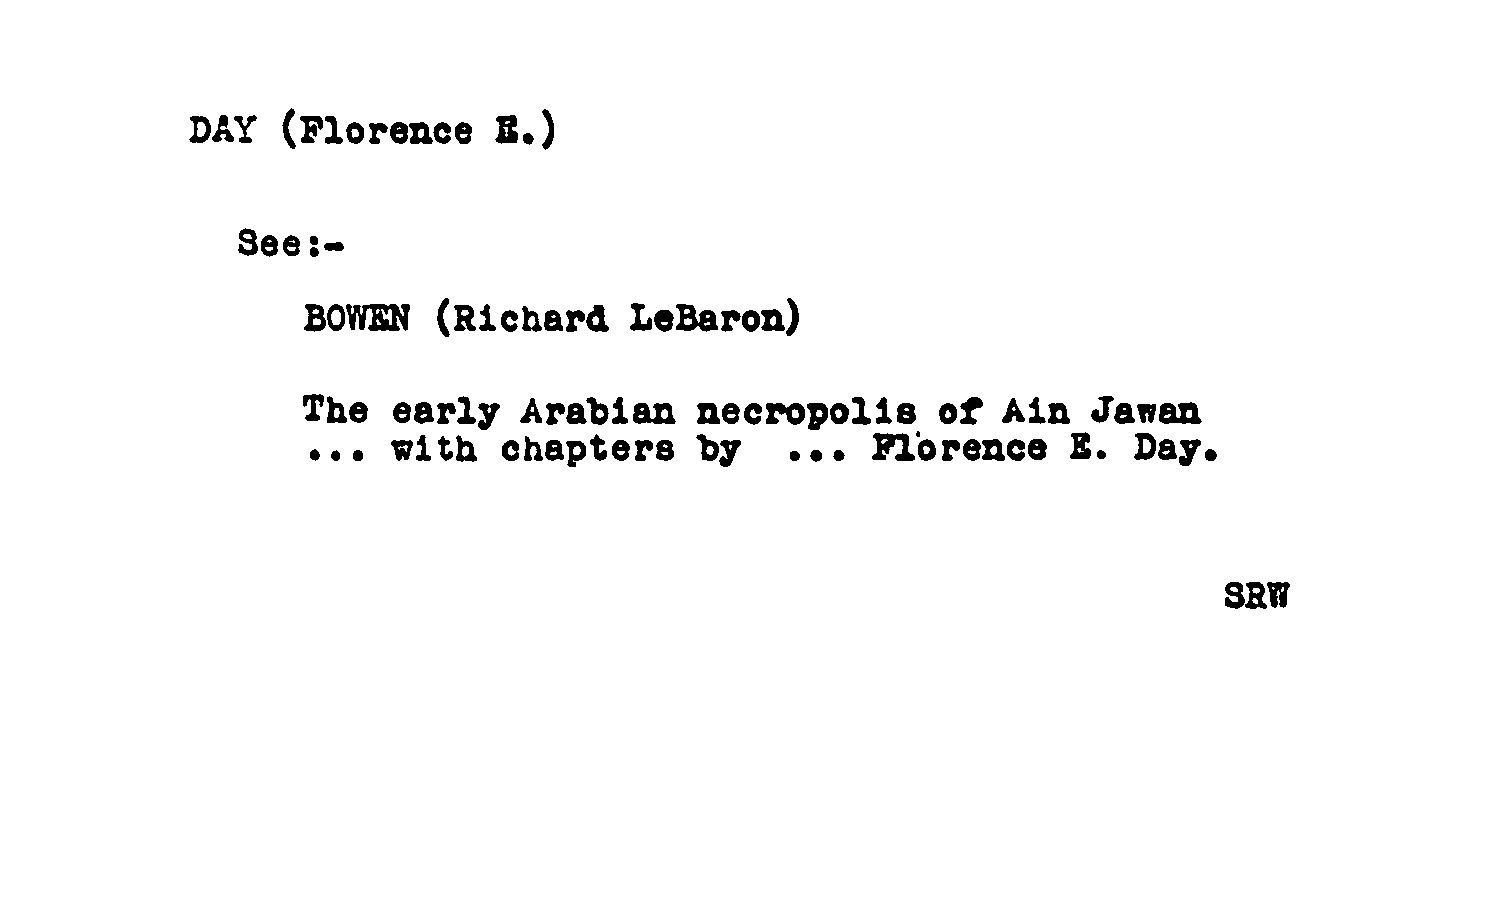 DAY (Florence E.)
See:-
BOWEN (Richard LeBaron)
The early Arabian necropolis of Ain Jawan
... with chapters by ... Florence E. Day.
SRW